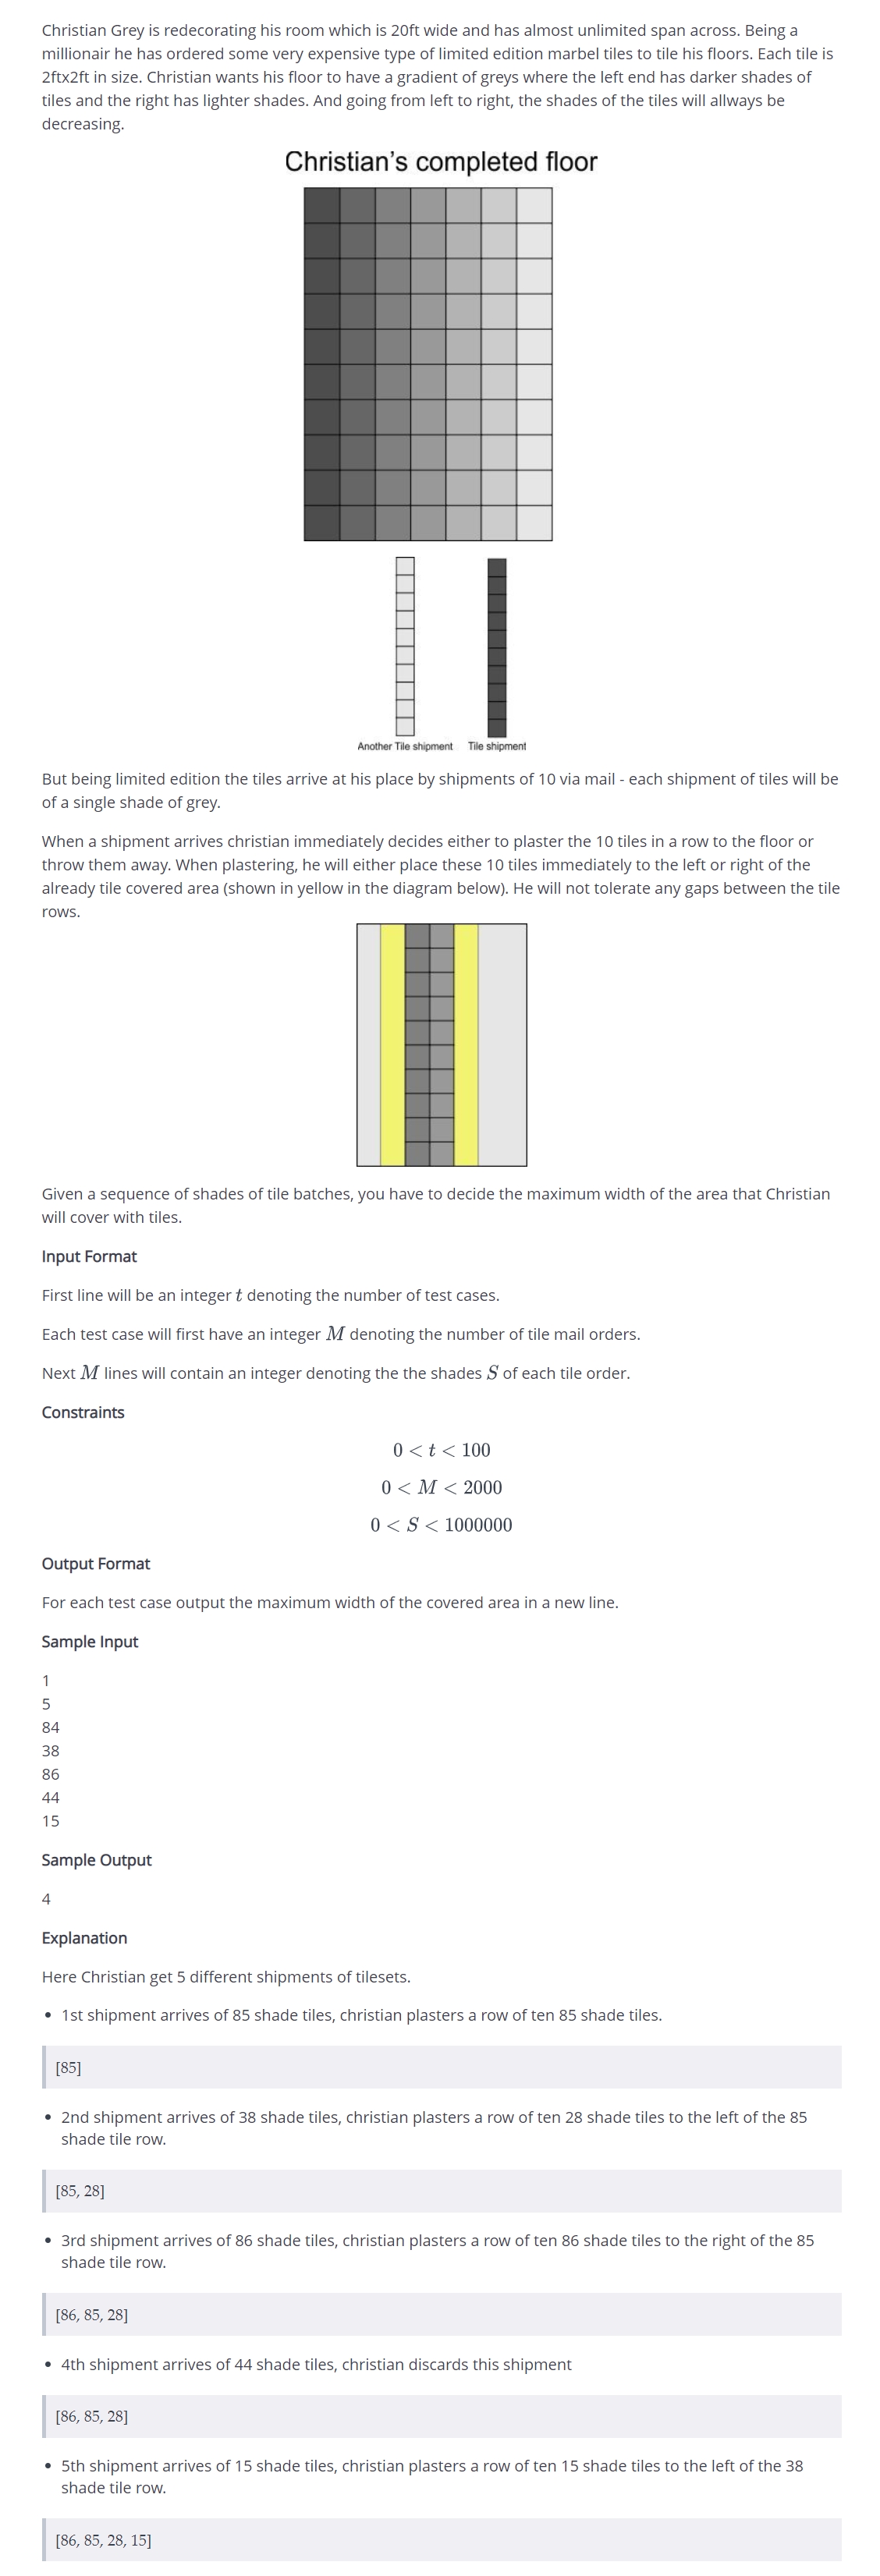 Christian Grey is redecorating his room which is 20ft wide and has almost unlimited span across. Being a
millionair he has ordered some very expensive type of limited edition marbel tiles to tile his floors. Each tile is
2ftx2ft in size. Christian wants his floor to have a gradient of greys where the left end has darker shades of
tiles and the right has lighter shades. And going from left to right, the shades of the tiles will allways be
decreasing.
Christian's completed floor
Another Tile shipment Tile shipment
But being limited edition the tiles arrive at his place by shipments of 10 via mail - each shipment of tiles will be
of a single shade of grey.
When a shipment arrives christian immediately decides either to plaster the 10 tiles in a row to the floor or
throw them away. When plastering, he will either place these 10 tiles immediately to the left or right of the
already tile covered area (shown in yellow in the diagram below). He will not tolerate any gaps between the tile
rows.
Given a sequence of shades of tile batches, you have to decide the maximum width of the area that Christian
will cover with tiles.
Input Format
First line will be an integer t denoting the number of test cases.
Each test case will first have an integer M denoting the number of tile mail orders.
Next M lines will contain an integer denoting the the shades S of each tile order.
Constraints
0 < t < 100
0 < M < 2000
0 < S < 1000000
Output Format
For each test case output the maximum width of the covered area in a new line.
Sample Input
1
5
84
38
86
44
15
Sample Output
4
Explanation
Here Christian get 5 different shipments of tilesets.
• 1st shipment arrives of 85 shade tiles, christian plasters a row of ten 85 shade tiles.
[85]
• 2nd shipment arrives of 38 shade tiles, christian plasters a row of ten 28 shade tiles to the left of the 85
shade tile row.
[85, 28]
• 3rd shipment arrives of 86 shade tiles, christian plasters a row of ten 86 shade tiles to the right of the 85
shade tile row.
[86, 85, 28]
• 4th shipment arrives of 44 shade tiles, christian discards this shipment
[86, 85, 28]
• 5th shipment arrives of 15 shade tiles, christian plasters a row of ten 15 shade tiles to the left of the 38
shade tile row.
[86, 85, 28, 15]